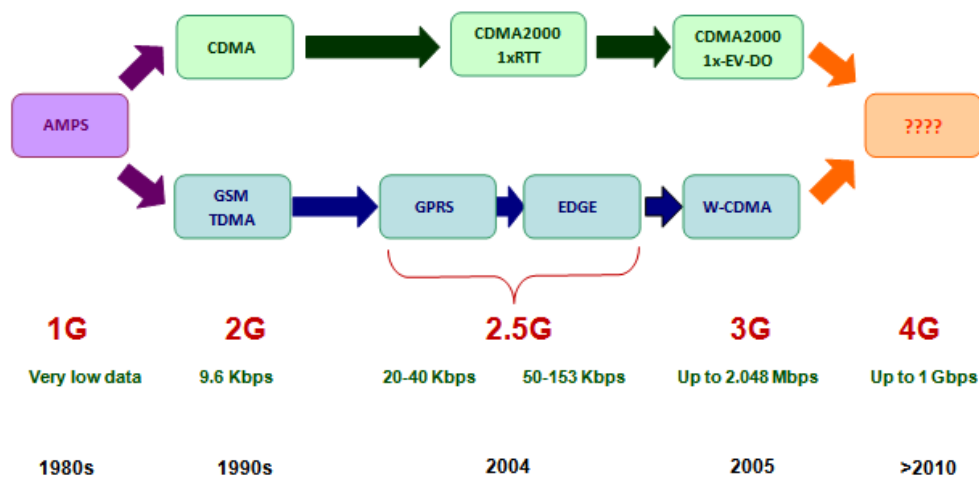 CDMA
CDMA2000
1xRTT
CDMA2000
1x-EV-DO
AMPS
????
GSM
TDMA
GPRS
EDGE
W-CDMA
1G
2G
2.5G
3G
4G
Very low data
9.6 Kbps
20-40 Kbps
50-153 Kbps
Up to 2.048 Mbps
Up to 1 Gbps
1980s
1990s
2004
2005
>2010